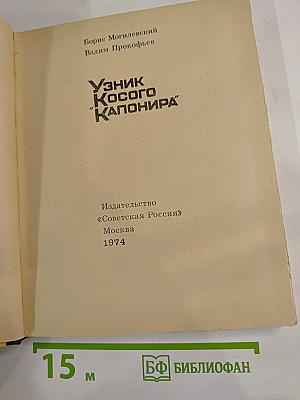 Борис Могилевский
Вадим Прокофьев
Узник
Косого
"Капонира"
Издательство
«Советская Россия»
Москва
1974
15 м
БФ БИБЛИОФАН